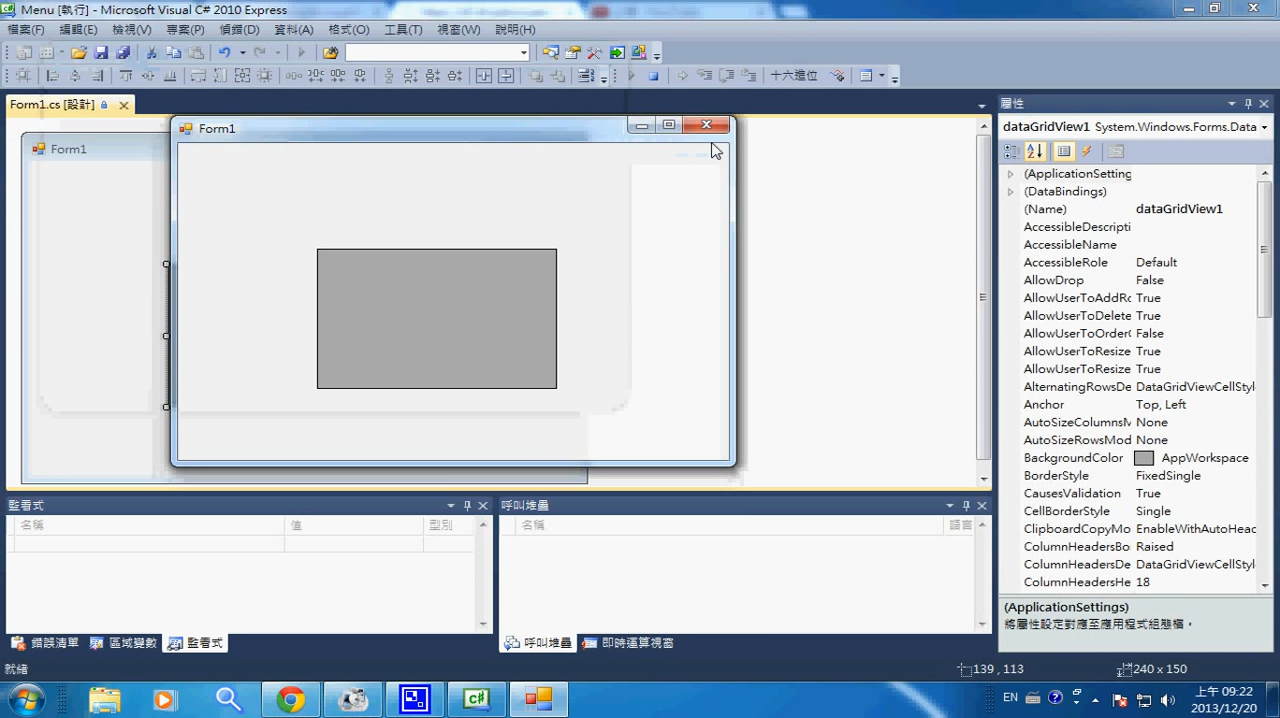 Menu [執行] - Microsoft Visual C# 2010 Express
檔案(F) 編輯(E) 檢視(V) 專案(P) 偵錯(D) 資料(A) 格式(O) 工具(T) 視窗(W) 說明(H)
十六進位
Form1.cs [設計]
Form1
Form1
屬性
dataGridView1 System.Windows.Forms.Data
(ApplicationSetting
(DataBindings)
(Name) dataGridView1
AccessibleDescripti
AccessibleName
AccessibleRole Default
AllowDrop False
AllowUserToAddRo True
AllowUserToDelete True
AllowUserToOrderC False
AllowUserToResize True
AllowUserToResize True
AlternatingRowsDe DataGridViewCellStyle
Anchor Top, Left
AutoSizeColumnsM None
AutoSizeRowsMod None
BackgroundColor AppWorkspace
BorderStyle FixedSingle
CausesValidation True
CellBorderStyle Single
ClipboardCopyMo EnableWithAutoHead
ColumnHeadersBo Raised
ColumnHeadersDe DataGridViewCellStyle
ColumnHeadersHe 18
(ApplicationSettings)
將屬性設定對應至應用程式組態檔。
監看式
名稱 值 型別
呼叫堆疊
名稱 語言
錯誤清單 區域變數 監看式
呼叫堆疊 即時運算視窗
就緒
139 , 113
240 x 150
EN
上午 09:22
2013/12/20